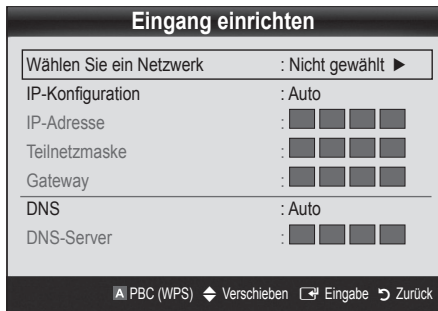 Eingang einrichten
Wählen Sie ein Netzwerk : Nicht gewählt ►
IP-Konfiguration : Auto
IP-Adresse :
Teilnetzmaske :
Gateway :
DNS : Auto
DNS-Server :
A PBC (WPS) Verschieben Eingabe Zurück